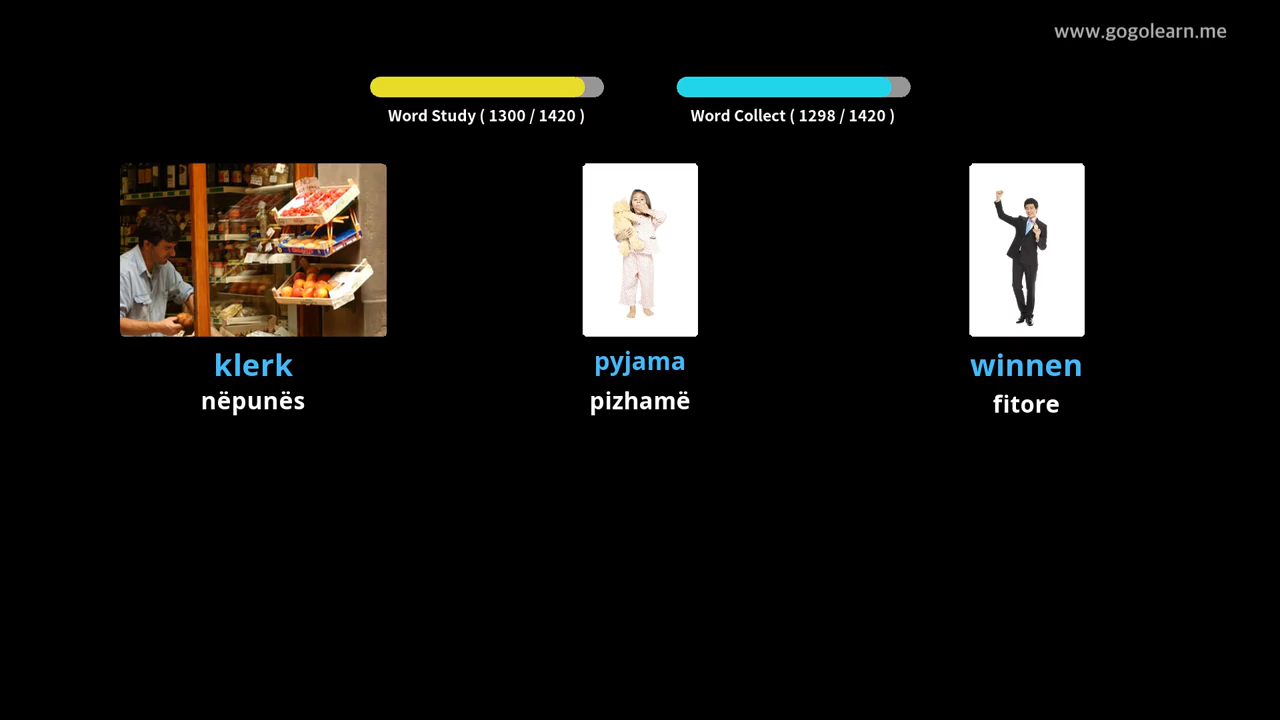 www.gogolearn.me
Word Study ( 1300 / 1420 )
Word Collect ( 1298 / 1420 )
klerk
nëpunës
pyjama
pizhamë
winnen
fitore